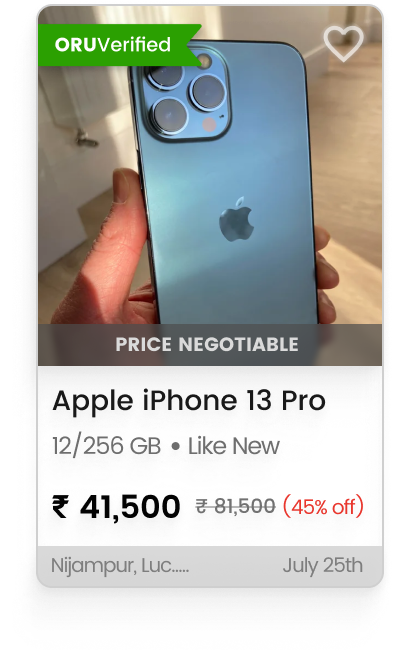 ORUVerified
PRICE NEGOTIABLE
Apple iPhone 13 Pro
12/256 GB • Like New
₹ 41,500 ₹ 81,500 (45% off)
Nijampur, Luc..... July 25th